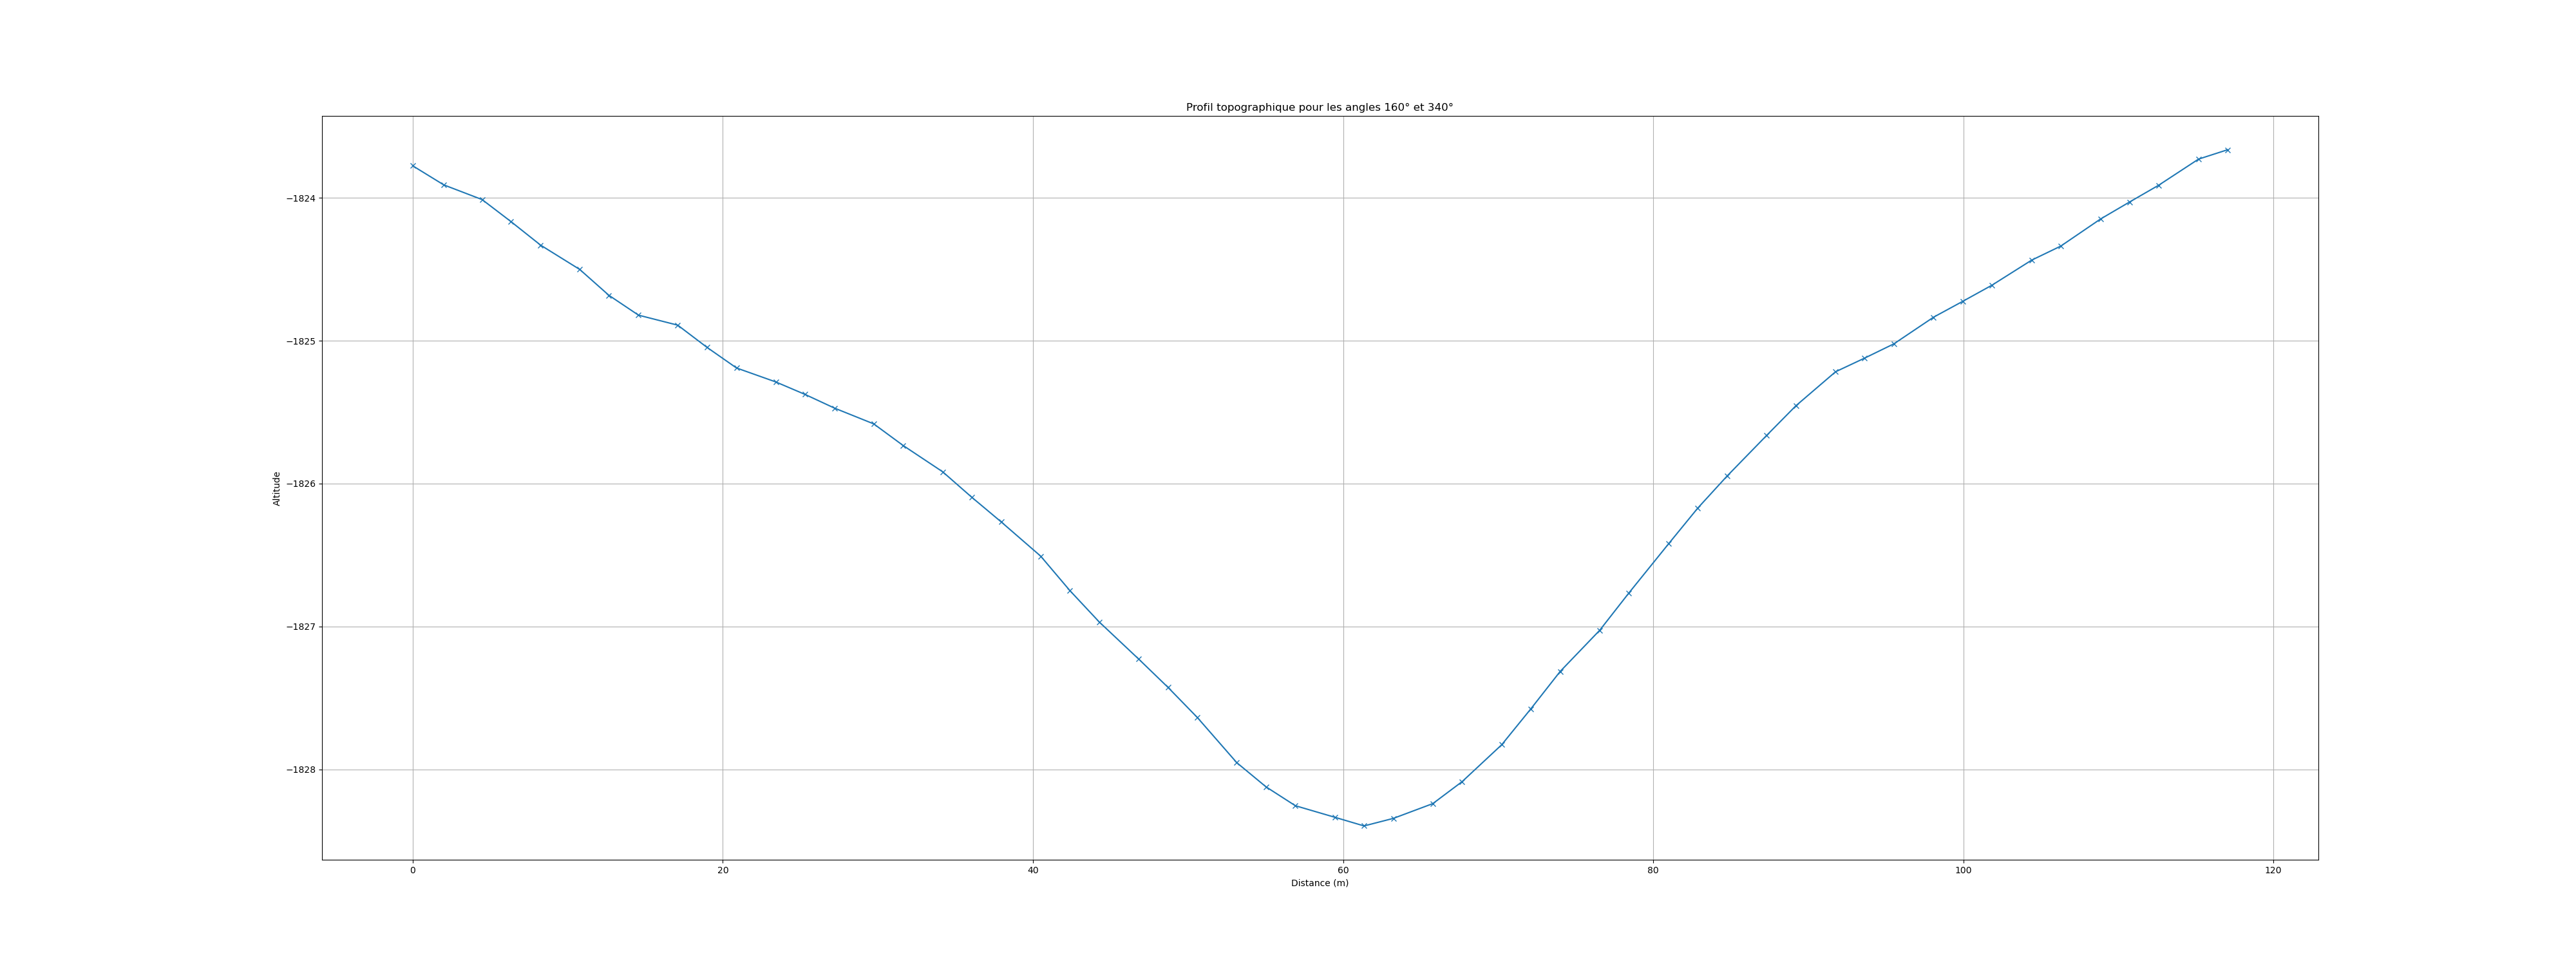 Profil topographique pour les angles 160° et 340°
−1824
−1825
−1826
−1827
−1828
Altitude
0 20 40 60 80 100 120
Distance (m)